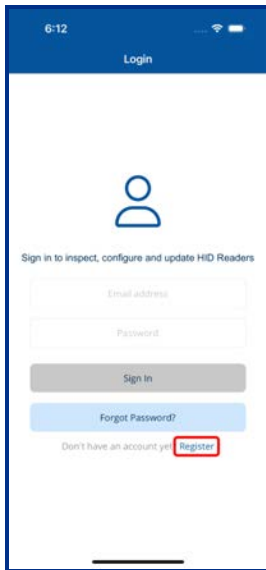 6:12
Login
Sign in to inspect, configure and update HID Readers
Email address
Password
Sign In
Forgot Password?
Don't have an account yet Register